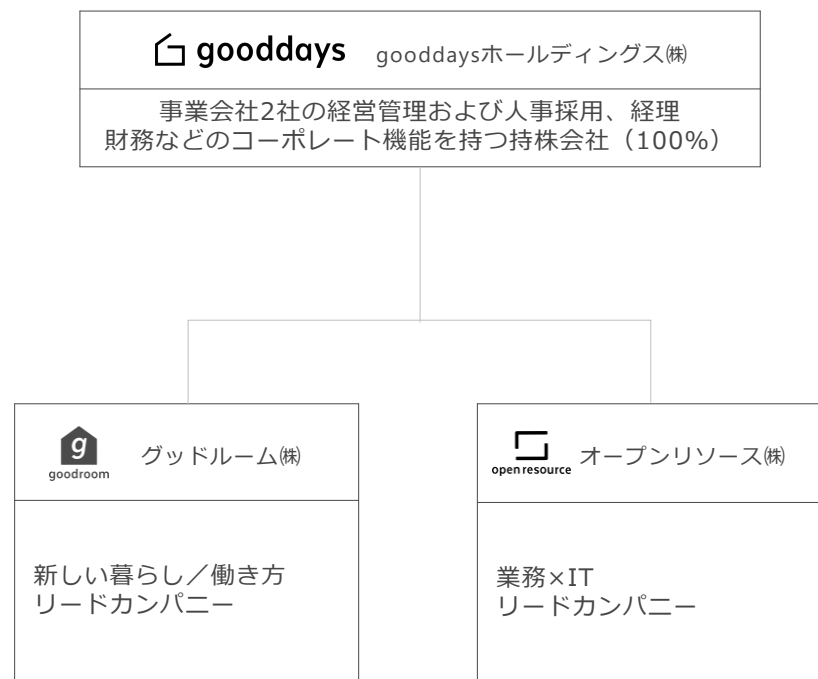 gooddays gooddaysホールディングス㈱
事業会社2社の経営管理および人事採用、経理
財務などのコーポレート機能を持つ持株会社（100%）
g
goodroom
グッドルーム㈱
新しい暮らし／働き方
リードカンパニー
open resource
オープンリソース㈱
業務×IT
リードカンパニー